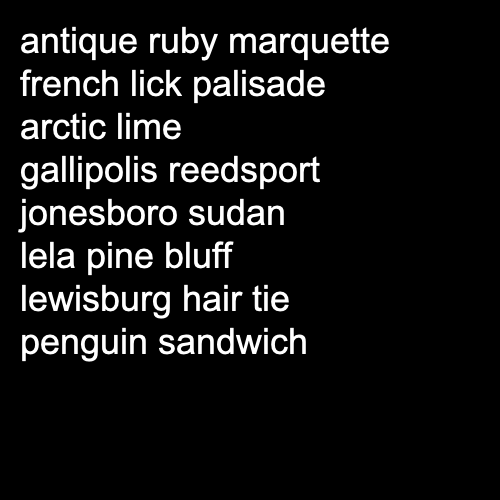 antique ruby marquette
french lick palisade
arctic lime
gallipolis reedsport
jonesboro sudan
lela pine bluff
lewisburg hair tie
penguin sandwich